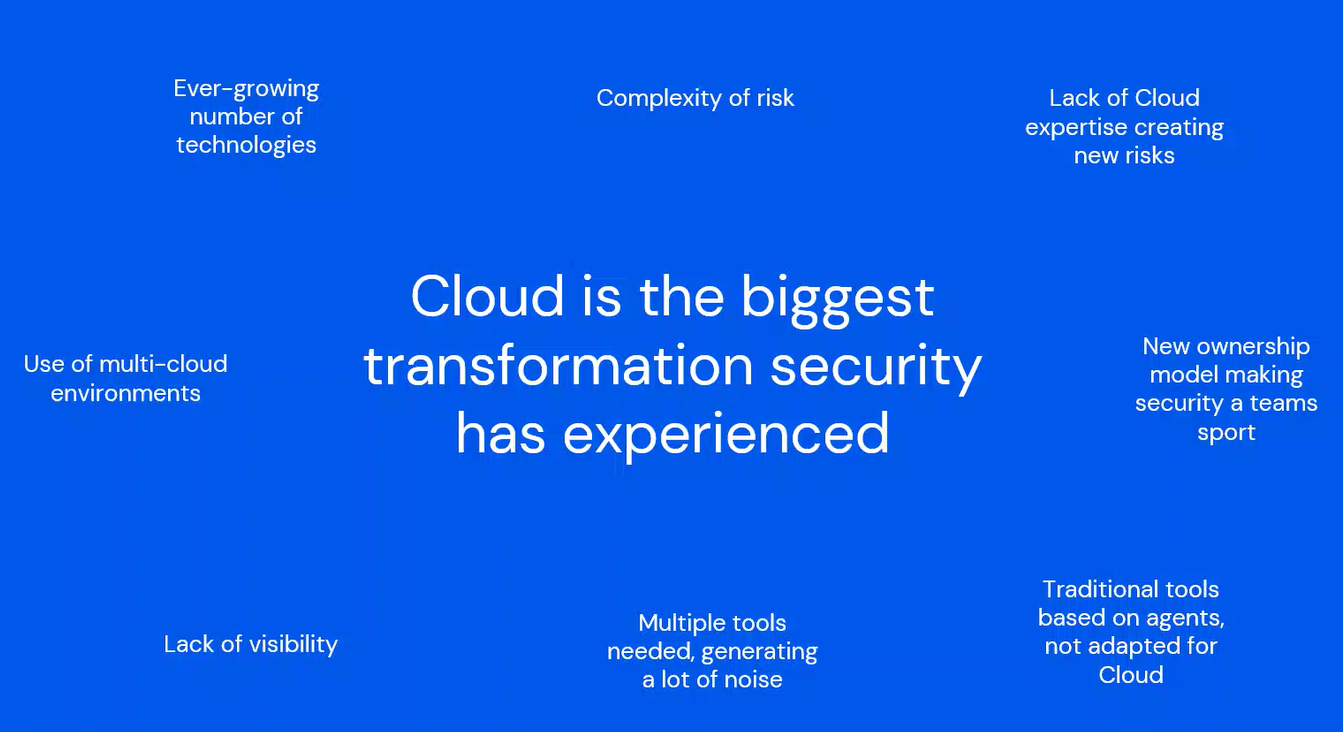 Ever-growing
number of
technologies
Complexity of risk
Lack of Cloud
expertise creating
new risks
Cloud is the biggest
transformation security
has experienced
Use of multi-cloud
environments
New ownership
model making
security a teams
sport
Lack of visibility
Multiple tools
needed, generating
a lot of noise
Traditional tools
based on agents,
not adapted for
Cloud